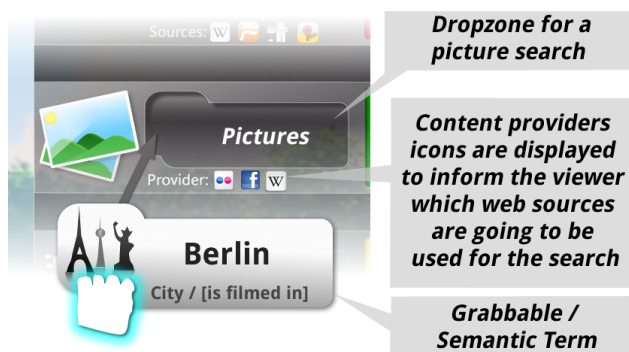 Sources: W
Dropzone for a
picture search
Pictures
Provider: f W
Content providers
icons are displayed
to inform the viewer
which web sources
are going to be
used for the search
Berlin
City / [is filmed in]
Grabbable /
Semantic Term